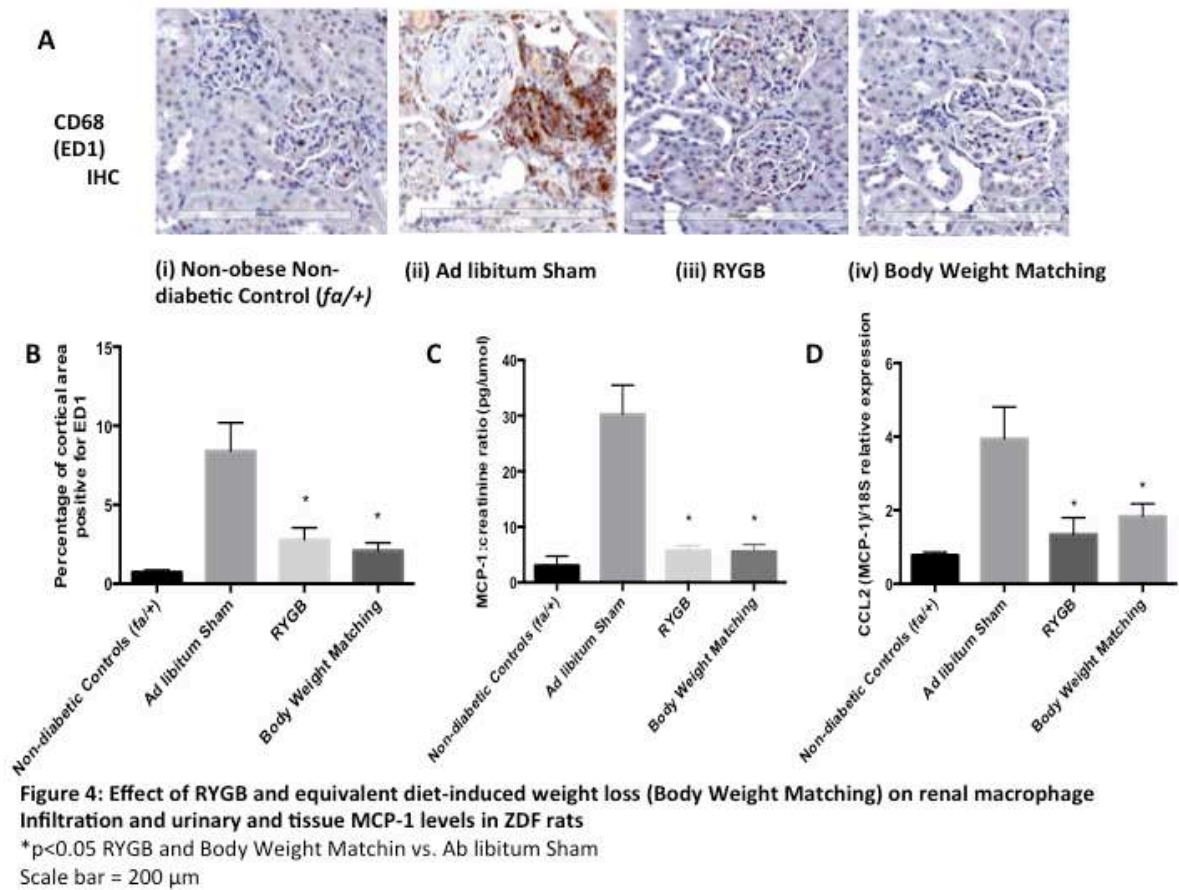 A
CD68
(ED1)
IHC
(i) Non-obese Non-
diabetic Control (fa/+)
(ii) Ad libitum Sham
(iii) RYGB
(iv) Body Weight Matching
B
Percentage of cortical area
positive for ED1
15
10
5
0
*
*
Non-diabetic Controls (fa/+)
Ad libitum Sham
RYGB
Body Weight Matching
C
MCP-1:creatinine ratio (pg/umol)
40
30
20
10
0
*
*
Non-diabetic Controls (fa/+)
Ad libitum Sham
RYGB
Body Weight Matching
D
CCL2 (MCP-1)/18S relative expression
6
4
2
0
*
*
Non-diabetic Controls (fa/+)
Ad libitum Sham
RYGB
Body Weight Matching
Figure 4: Effect of RYGB and equivalent diet-induced weight loss (Body Weight Matching) on renal macrophage
Infiltration and urinary and tissue MCP-1 levels in ZDF rats
*p<0.05 RYGB and Body Weight Matchin vs. Ab libitum Sham
Scale bar = 200 μm